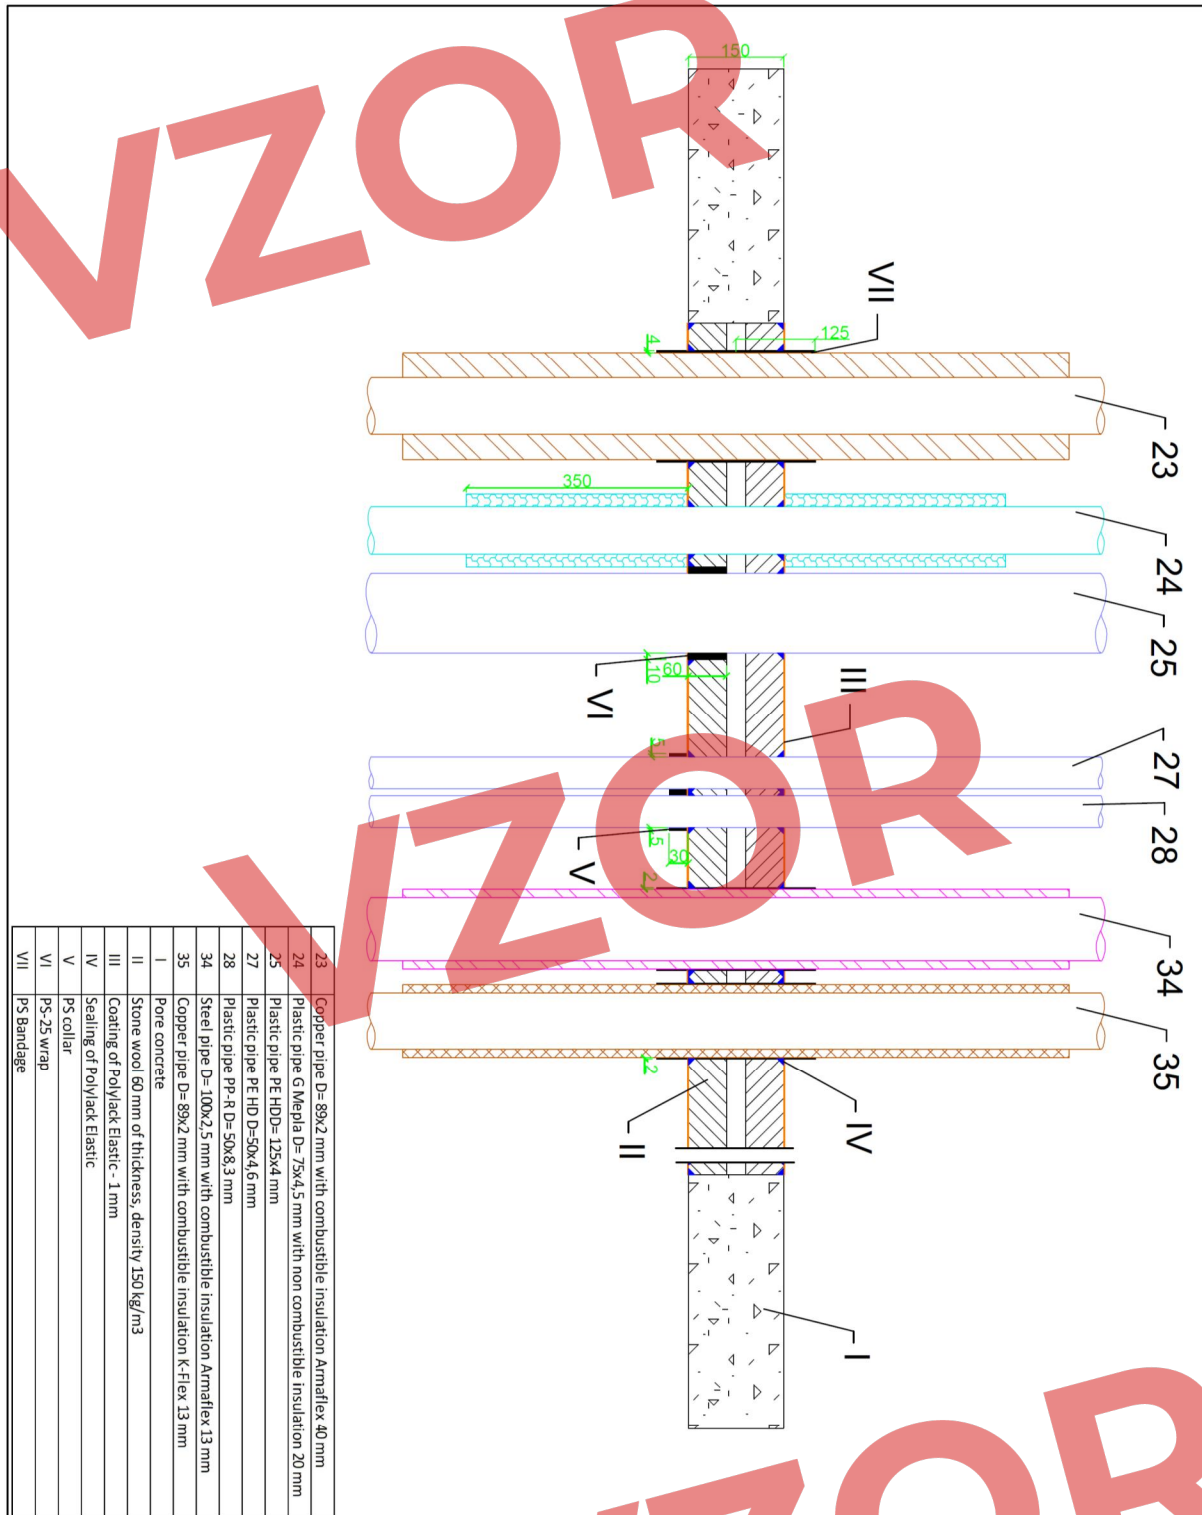 VZOR
150
VII
125
4
23
350
24
25
VI
60
10
III
27
5
28
V
5
30
2
34
35
2
IV
II
I
VZOR
VZOR
23 Copper pipe D= 89x2 mm with combustible insulation Armaflex 40 mm
24 Plastic pipe G Mepla D= 75x4,5 mm with non combustible insulation 20 mm
25 Plastic pipe PE HDD= 125x4 mm
27 Plastic pipe PE HD D=50x4,6 mm
28 Plastic pipe PP-R D= 50x8,3 mm
34 Steel pipe D= 100x2,5 mm with combustible insulation Armaflex 13 mm
35 Copper pipe D= 89x2 mm with combustible insulation K-Flex 13 mm
I Pore concrete
II Stone wool 60 mm of thickness, density 150 kg/m3
III Coating of Polylack Elastic - 1 mm
IV Sealing of Polylack Elastic
V PS collar
VI PS-25 wrap
VII PS Bandage